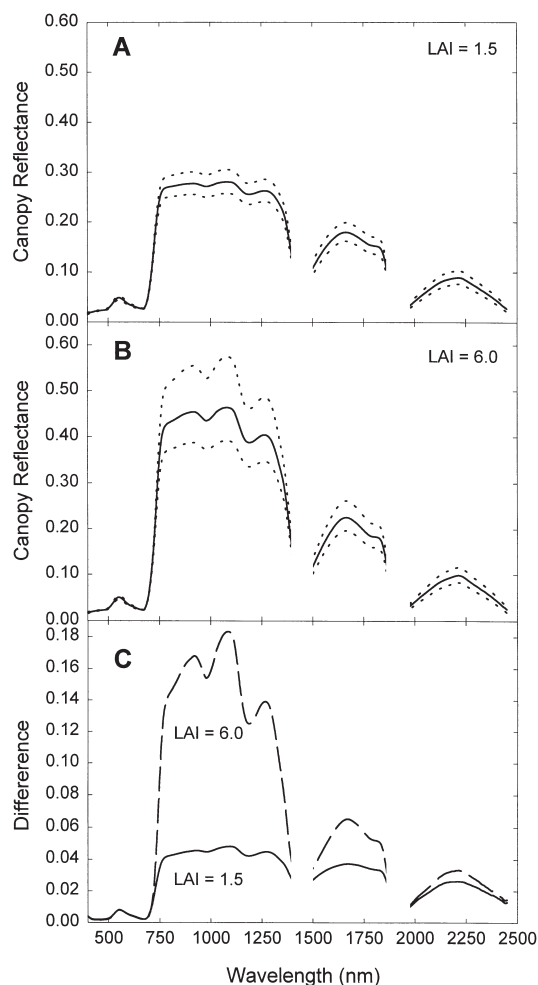 0.60
A
LAI = 1.5
0.50
0.40
0.30
0.20
0.10
0.00
Canopy Reflectance
0.60
B
LAI = 6.0
0.50
0.40
0.30
0.20
0.10
0.00
Canopy Reflectance
0.18
C
0.16
0.14
0.12
LAI = 6.0
0.10
0.08
0.06
0.04
LAI = 1.5
0.02
0.00
Differerence
500 750 1000 1250 1500 1750 2000 2250 2500
Wavelength (nm)